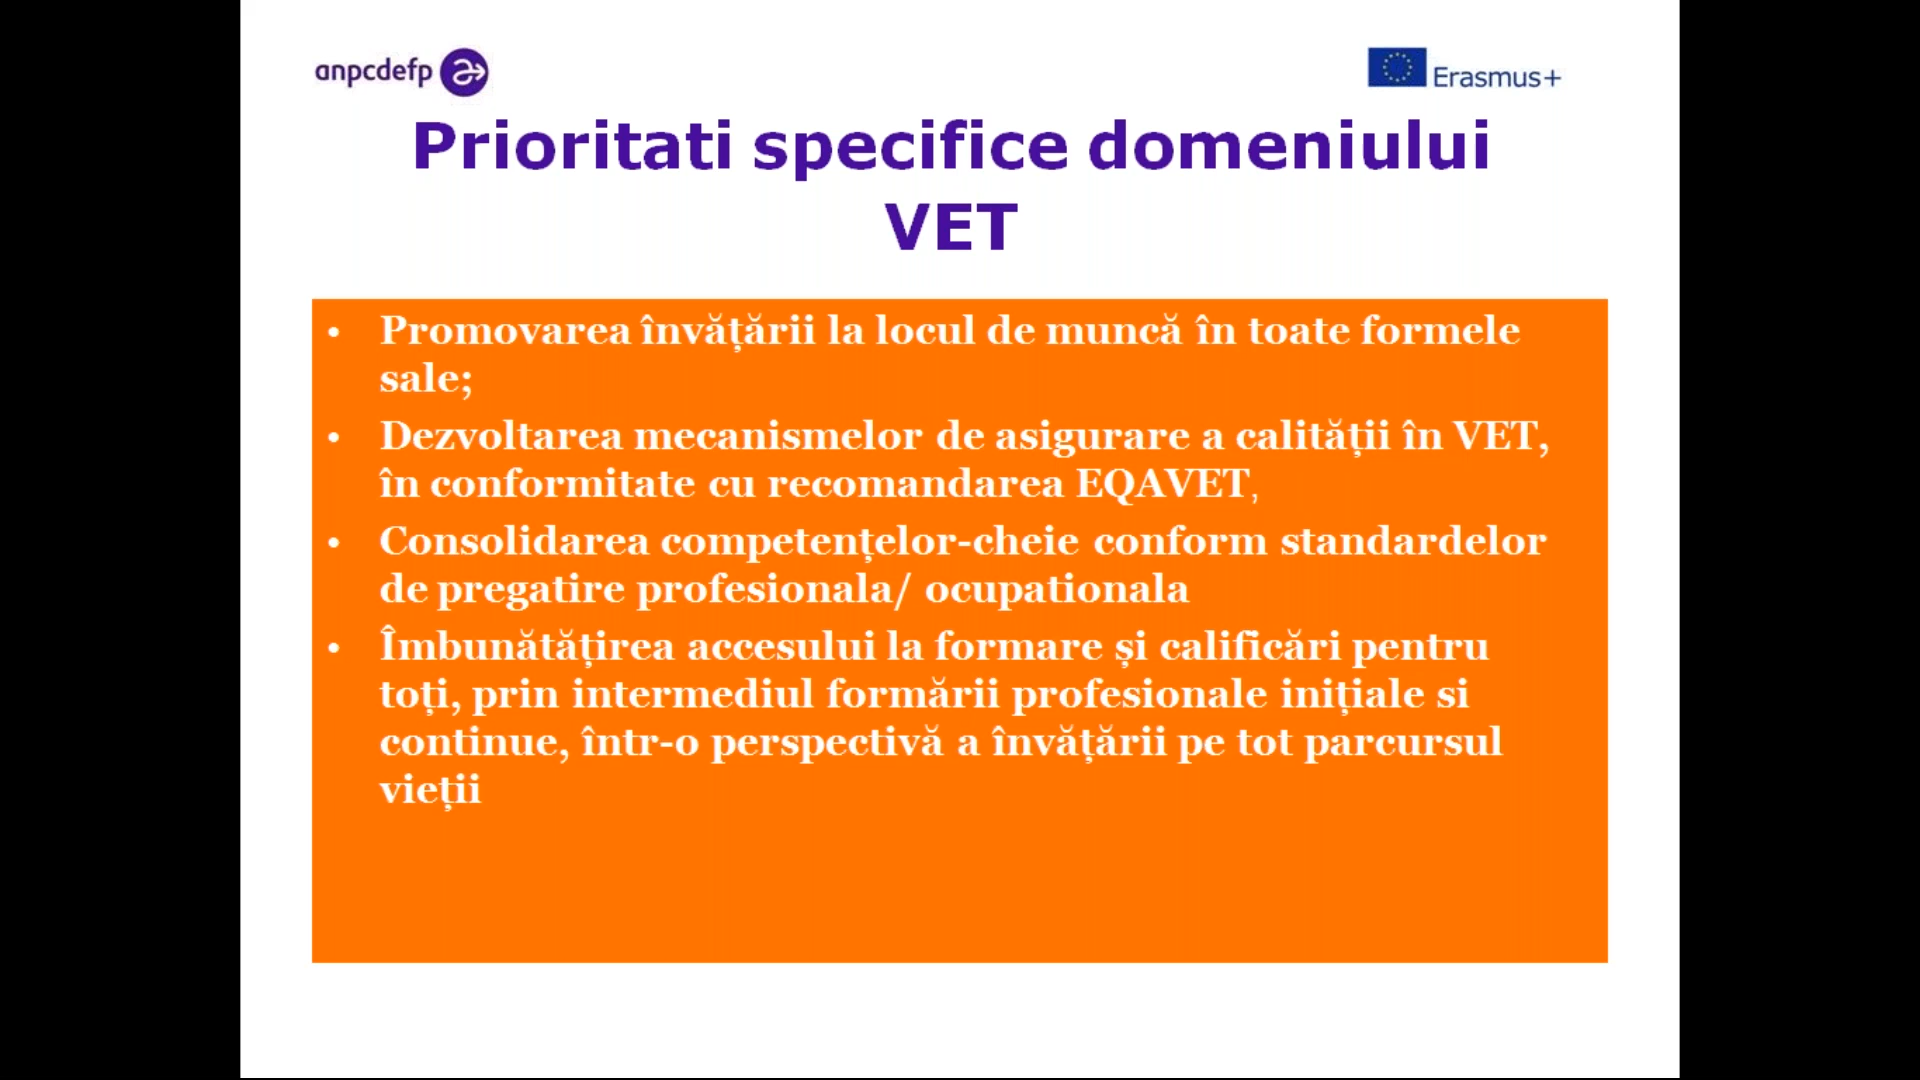 anpcdefp
Erasmus+
Prioritati specifice domeniului
VET
• Promovarea învățării la locul de muncă în toate formele
sale;
• Dezvoltarea mecanismelor de asigurare a calității în VET,
în conformitate cu recomandarea EQAVET,
• Consolidarea competențelor-cheie conform standardelor
de pregatire profesionala/ ocupationala
• Îmbunătățirea accesului la formare și calificări pentru
toți, prin intermediul formării profesionale inițiale si
continue, într-o perspectivă a învățării pe tot parcursul
vieții